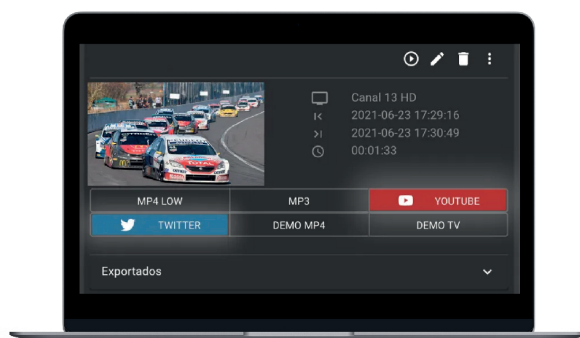 Canal 13 HD
2021-06-23 17:29:16
2021-06-23 17:30:49
00:01:33
MP4 LOW
MP3
YOUTUBE
TWITTER
DEMO MP4
DEMO TV
Exportados